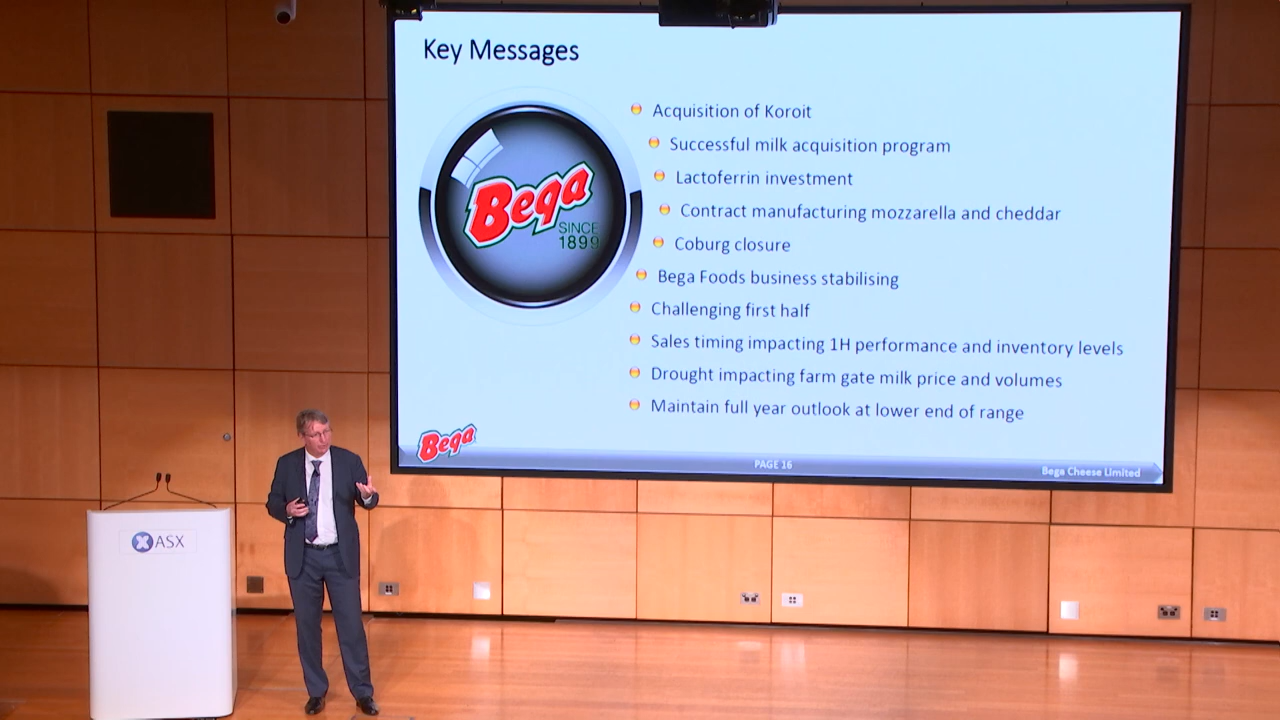 Key Messages
Bega
SINCE
1899
Acquisition of Koroit
Successful milk acquisition program
Lactoferrin investment
Contract manufacturing mozzarella and cheddar
Coburg closure
Bega Foods business stabilising
Challenging first half
Sales timing impacting 1H performance and inventory levels
Drought impacting farm gate milk price and volumes
Maintain full year outlook at lower end of range
Bega
PAGE 16
Bega Cheese Limited
ASX